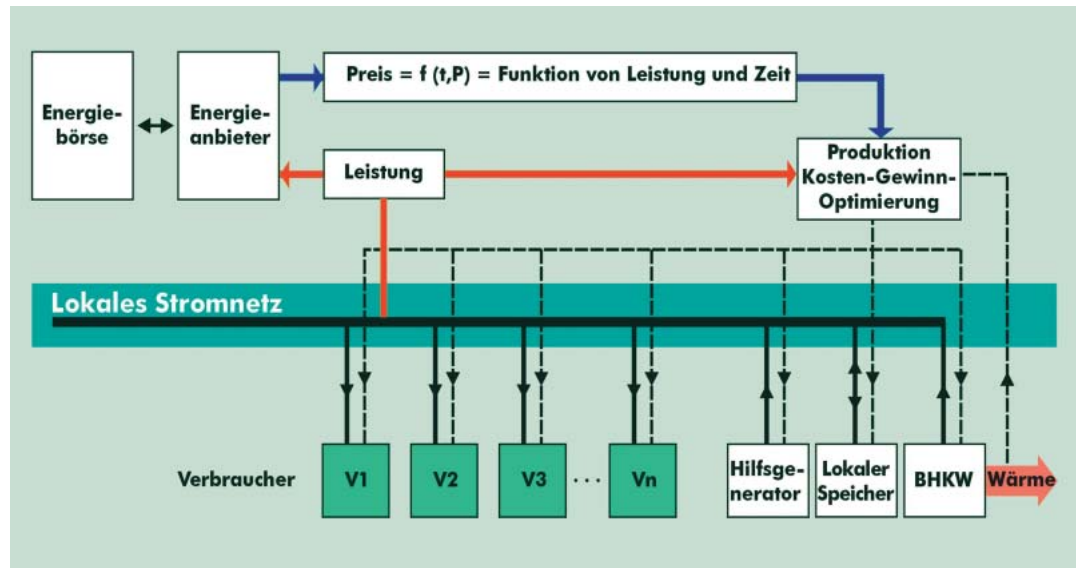 Energie-
börse
Energie-
anbieter
Preis = f (t,P) = Funktion von Leistung und Zeit
Leistung
Produktion
Kosten-Gewinn-
Optimierung
Lokales Stromnetz
Verbraucher
V1
V2
V3
...
Vn
Hilfsge-
nerator
Lokaler
Speicher
BHKW
Wärme